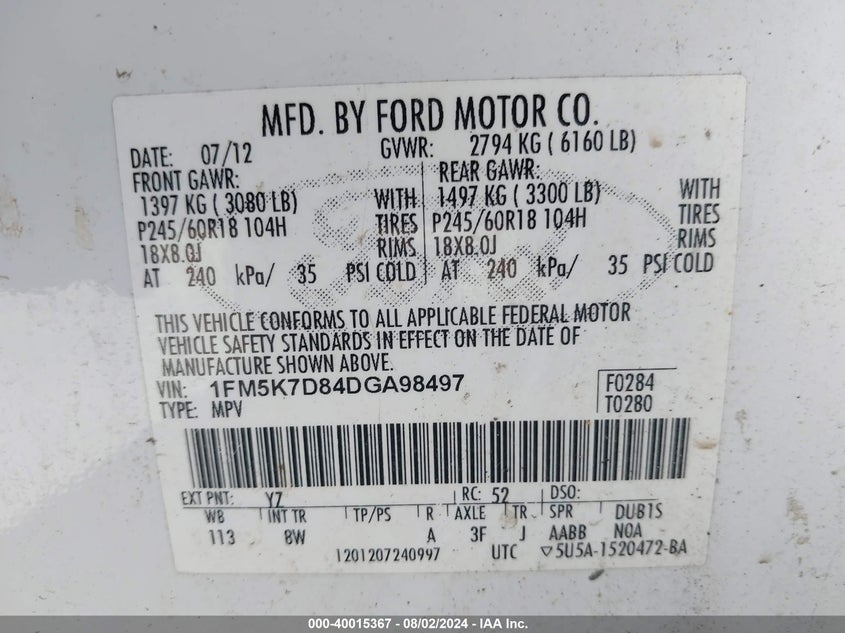 MFD. BY FORD MOTOR CO.
DATE: 07/12 GVWR: 2794 KG ( 6160 LB)
FRONT GAWR: REAR GAWR:
1397 KG ( 3080 LB) WITH 1497 KG ( 3300 LB) WITH
P245/60R18 104H TIRES P245/60R18 104H TIRES
18X8.0J RIMS 18X8.0J RIMS
AT 240 kPa/ 35 PSI COLD AT 240 kPa/ 35 PSI COLD
THIS VEHICLE CONFORMS TO ALL APPLICABLE FEDERAL MOTOR
VEHICLE SAFETY STANDARDS IN EFFECT ON THE DATE OF
MANUFACTURE SHOWN ABOVE.
VIN: 1FM5K7D84DGA98497 F0284
TYPE: MPV T0280
EXT PNT: Y7 RC: 52 DSO:
WB INT TR TP/PS R AXLE TR SPR DUB1S
113 8W A 3F J AABB NOA
1201207240997 UTC ▽5U5A-1520472-BA
000-40015367 - 08/02/2024 - IAA Inc.